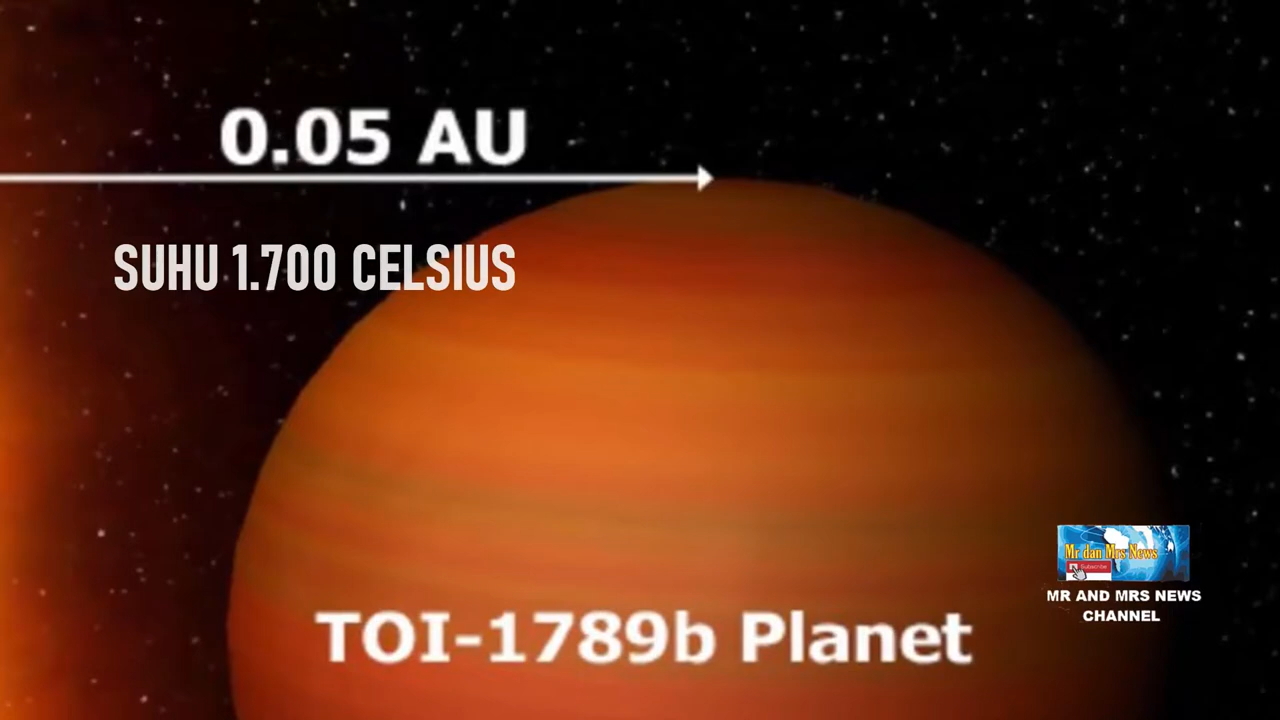 0.05 AU
SUHU 1.700 CELSIUS
Mr dan Mrs News
Subscribe
MR AND MRS NEWS
CHANNEL
TOI-1789b Planet